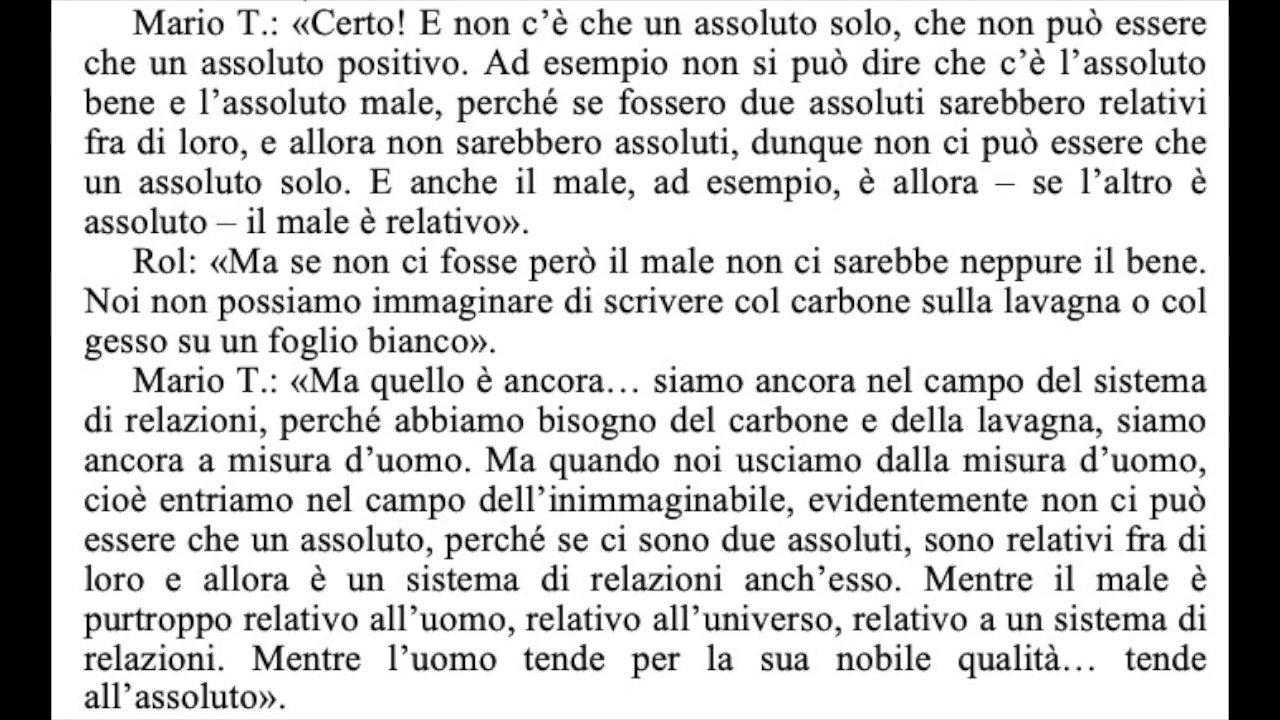 Mario T.: «Certo! E non c’è che un assoluto solo, che non può essere
che un assoluto positivo. Ad esempio non si può dire che c’è l’assoluto
bene e l’assoluto male, perché se fossero due assoluti sarebbero relativi
fra di loro, e allora non sarebbero assoluti, dunque non ci può essere che
un assoluto solo. E anche il male, ad esempio, è allora – se l’altro è
assoluto – il male è relativo».
Rol: «Ma se non ci fosse però il male non ci sarebbe neppure il bene.
Noi non possiamo immaginare di scrivere col carbone sulla lavagna o col
gesso su un foglio bianco».
Mario T.: «Ma quello è ancora… siamo ancora nel campo del sistema
di relazioni, perché abbiamo bisogno del carbone e della lavagna, siamo
ancora a misura d’uomo. Ma quando noi usciamo dalla misura d’uomo,
cioè entriamo nel campo dell’inimmaginabile, evidentemente non ci può
essere che un assoluto, perché se ci sono due assoluti, sono relativi fra di
loro e allora è un sistema di relazioni anch’esso. Mentre il male è
purtroppo relativo all’uomo, relativo all’universo, relativo a un sistema di
relazioni. Mentre l’uomo tende per la sua nobile qualità… tende
all’assoluto».